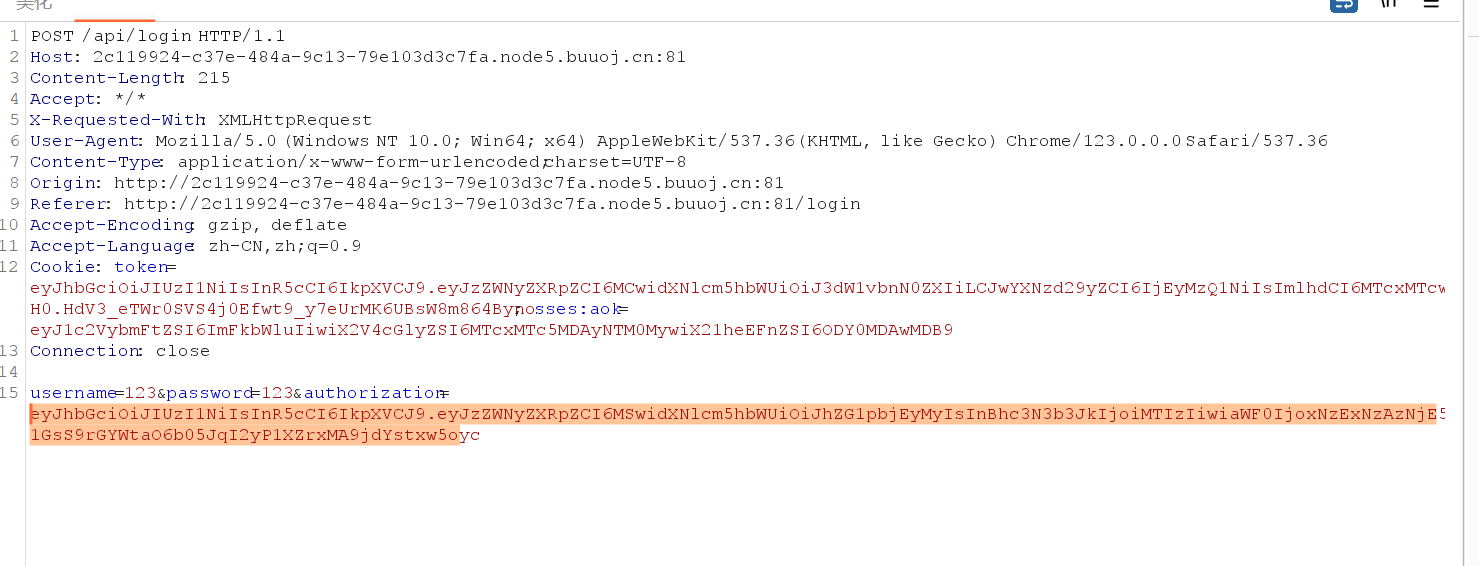 美化
\n
1 POST /api/login HTTP/1.1
2 Host: 2c119924-c37e-484a-9c13-79e103d3c7fa.node5.buuoj.cn:81
3 Content-Length: 215
4 Accept: */*
5 X-Requested-With: XMLHttpRequest
6 User-Agent: Mozilla/5.0 (Windows NT 10.0; Win64; x64) AppleWebKit/537.36 (KHTML, like Gecko) Chrome/123.0.0.0 Safari/537.36
7 Content-Type: application/x-www-form-urlencoded;charset=UTF-8
8 Origin: http://2c119924-c37e-484a-9c13-79e103d3c7fa.node5.buuoj.cn:81
9 Referer: http://2c119924-c37e-484a-9c13-79e103d3c7fa.node5.buuoj.cn:81/login
10 Accept-Encoding: gzip, deflate
11 Accept-Language: zh-CN,zh;q=0.9
12 Cookie: token=
eyJhbGciOiJIUzI1NiIsInR5cCI6IkpXVCJ9.eyJzZWNyZXRpZCI6MCwidXNlcm5hbWUiOiJ3dW1vbnN0ZXIiLCJwYXNzd29yZCI6IjEyMzQ1NiIsImlhdCI6MTcxMTcw
H0.HdV3_eTWr0SVS4j0Efwt9_y7eUrMK6UBsW8m864By; nosses:aok=
eyJ1c2VybmFtZSI6ImFkbWluIiwiX2V4cGlyZSI6MTcxMTc5MDAyNTM0MywiX21heEFnZSI6ODY0MDAwMDB9
13 Connection: close
14
15 username=123&password=123&authorization=
eyJhbGciOiJIUzI1NiIsInR5cCI6IkpXVCJ9.eyJzZWNyZXRpZCI6MSwidXNlcm5hbWUiOiJhZG1pbjEyMyIsInBhc3N3b3JkIjoiMTIzIiwiaWF0IjoxNzExNzAzNjE5
1GsS9rGYWtaO6b05JqI2yP1XZrxMA9jdYstxw5oyc